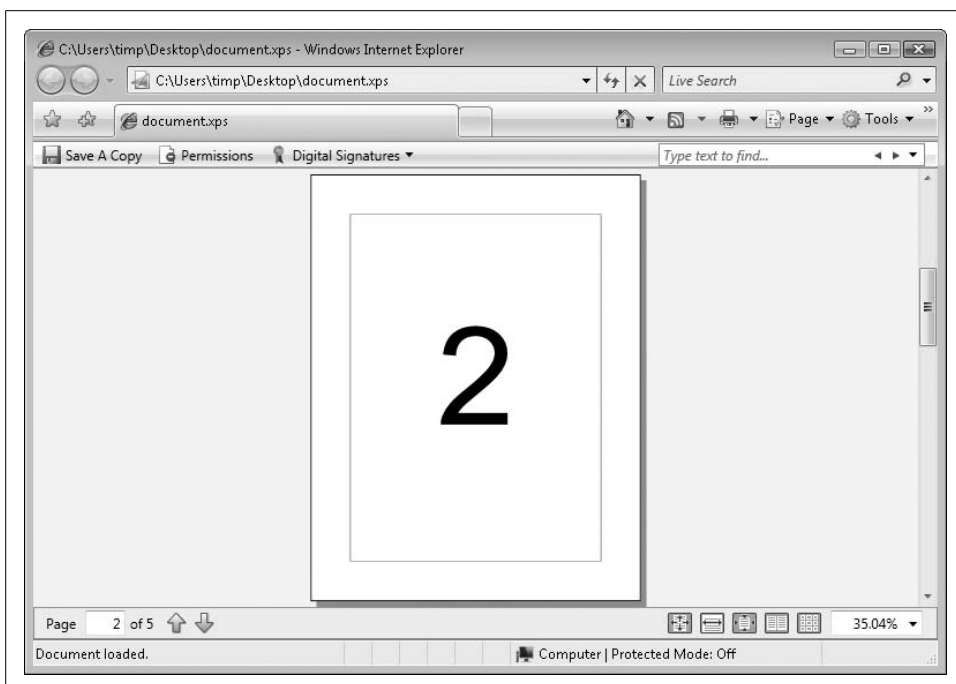 C:\Users\timp\Desktop\document.xps - Windows Internet Explorer
C:\Users\timp\Desktop\document.xps Live Search
document.xps Page Tools »
Save A Copy Permissions Digital Signatures Type text to find...
2
Page 2 of 5 35.04%
Document loaded. Computer | Protected Mode: Off